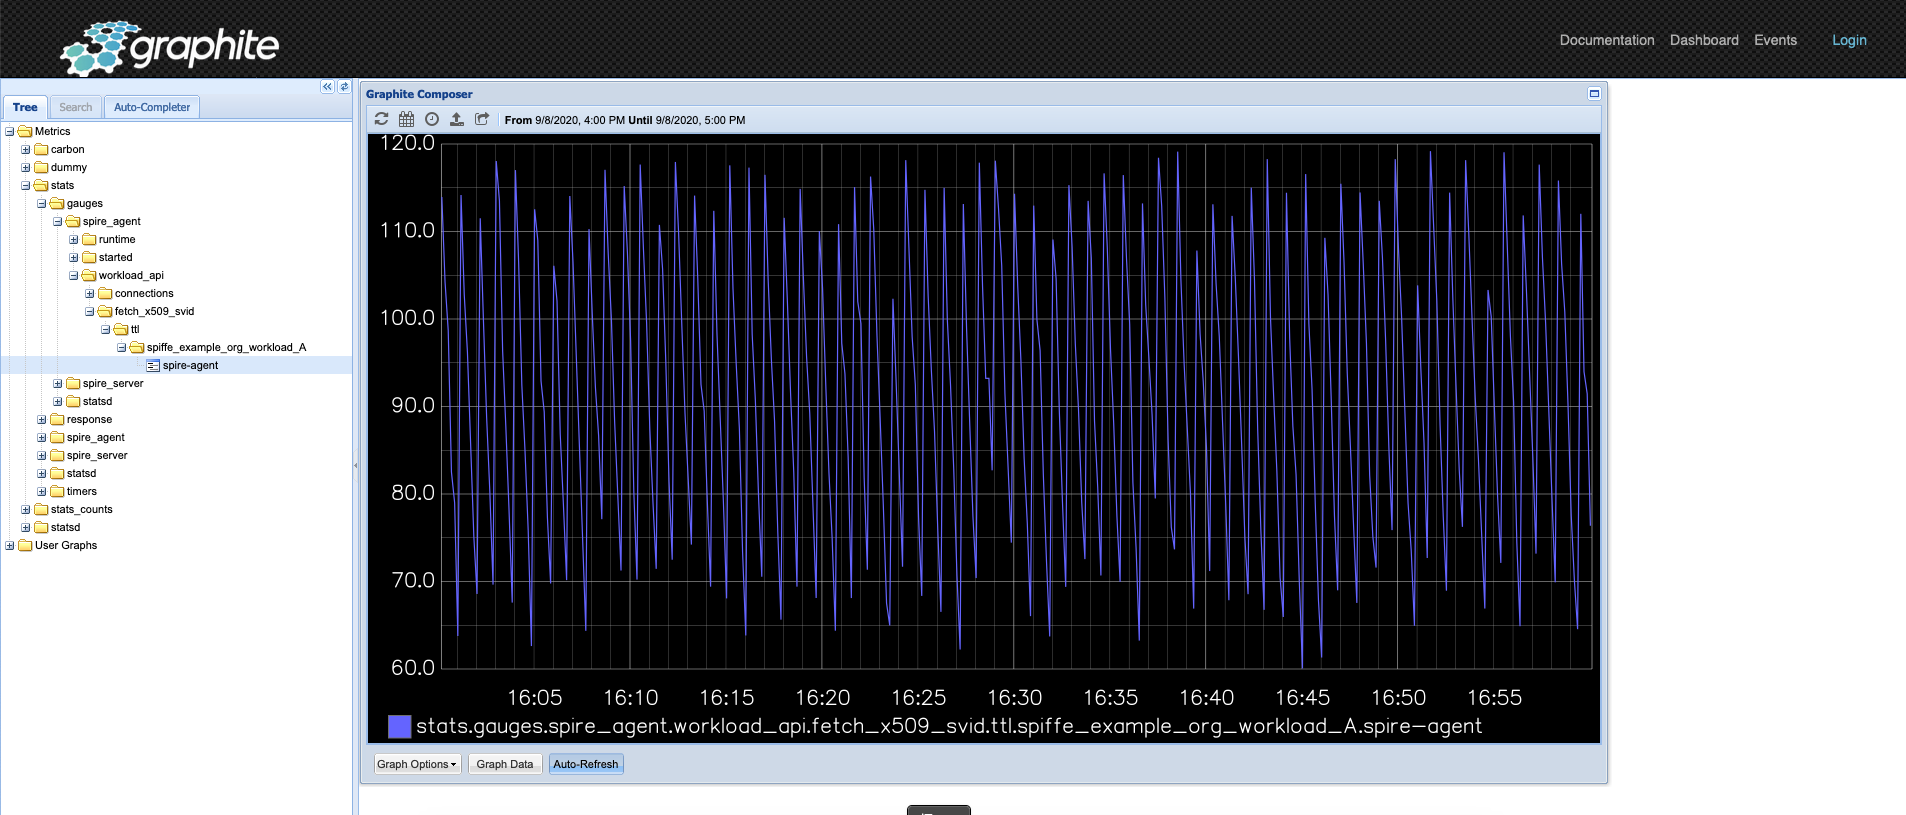 graphite
Documentation Dashboard Events Login
Tree Search Auto-Completer
Metrics
carbon
dummy
stats
gauges
spire_agent
runtime
started
workload_api
connections
fetch_x509_svid
ttl
spiffe_example_org_workload_A
spire-agent
spire_server
statsd
response
spire_agent
spire_server
statsd
timers
stats_counts
statsd
User Graphs
Graphite Composer
From 9/8/2020, 4:00 PM Until 9/8/2020, 5:00 PM
120.0
110.0
100.0
90.0
80.0
70.0
60.0
16:05 16:10 16:15 16:20 16:25 16:30 16:35 16:40 16:45 16:50 16:55
stats.gauges.spire_agent.workload_api.fetch_x509_svid.ttl.spiffe_example_org_workload_A.spire-agent
Graph Options Graph Data Auto-Refresh